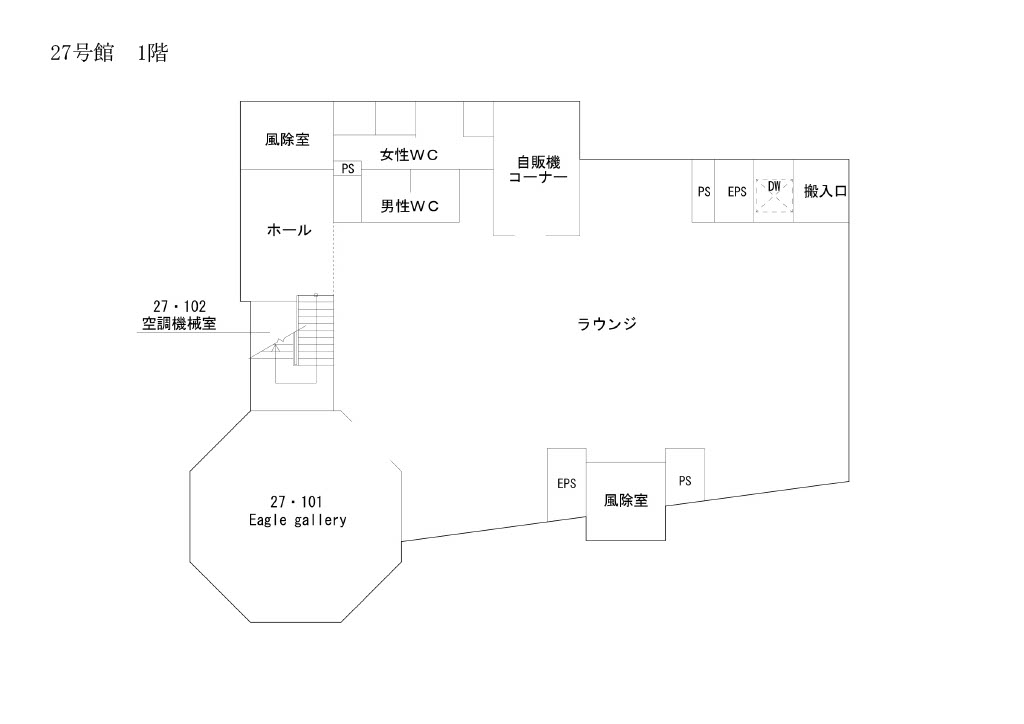 27号館　1階
風除室
女性WC
PS
男性WC
自販機
コーナー
PS
EPS
DW
搬入口
ホール
27・102
空調機械室
ラウンジ
EPS
風除室
PS
27・101
Eagle gallery